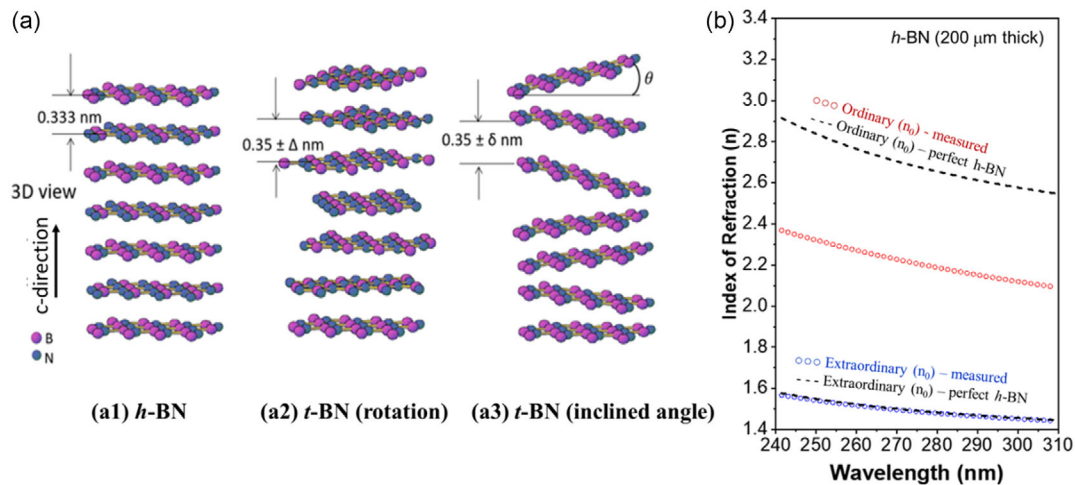 (a)
0.333 nm
3D view
c-direction
B
N
0.35 ± Δ nm
0.35 ± δ nm
θ
(a1) h-BN
(a2) t-BN (rotation)
(a3) t-BN (inclined angle)
(b)
h-BN (200 μm thick)
Ordinary (n₀) - measured
Ordinary (n₀) – perfect h-BN
Extraordinary (n₀) – measured
Extraordinary (n₀) – perfect h-BN
Index of Refraction (n)
3.4
3.2
3.0
2.8
2.6
2.4
2.2
2.0
1.8
1.6
1.4
240 250 260 270 280 290 300 310
Wavelength (nm)